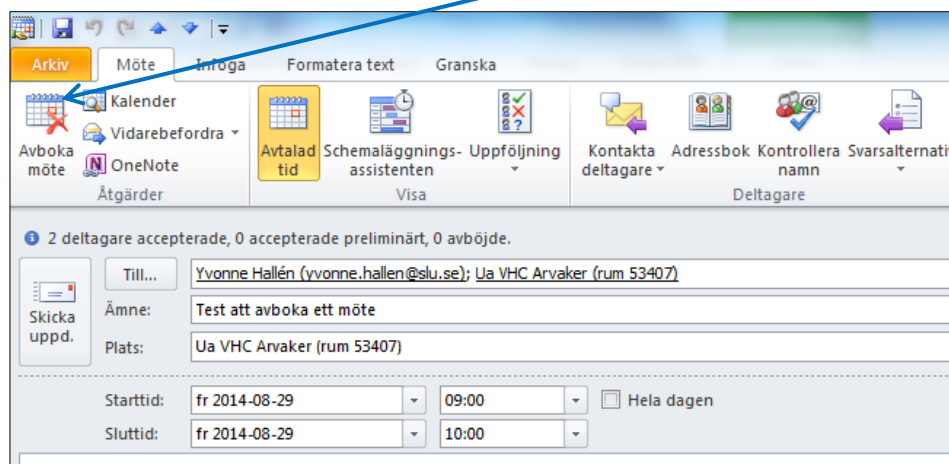 Arkiv Möte Infoga Formatera text Granska
Avboka möte
Kalender
Vidarebefordra
OneNote
Åtgärder
Avtalad tid
Schemaläggnings-assistenten
Uppföljning
Visa
Kontakta deltagare
Adressbok
Kontrollera namn
Svarsalternati
Deltagare
2 deltagare accepterade, 0 accepterade preliminärt, 0 avböjde.
Skicka uppd.
Till... Yvonne Hallén (yvonne.hallen@slu.se); Ua VHC Arvaker (rum 53407)
Ämne: Test att avboka ett möte
Plats: Ua VHC Arvaker (rum 53407)
Starttid: fr 2014-08-29 09:00 Hela dagen
Sluttid: fr 2014-08-29 10:00